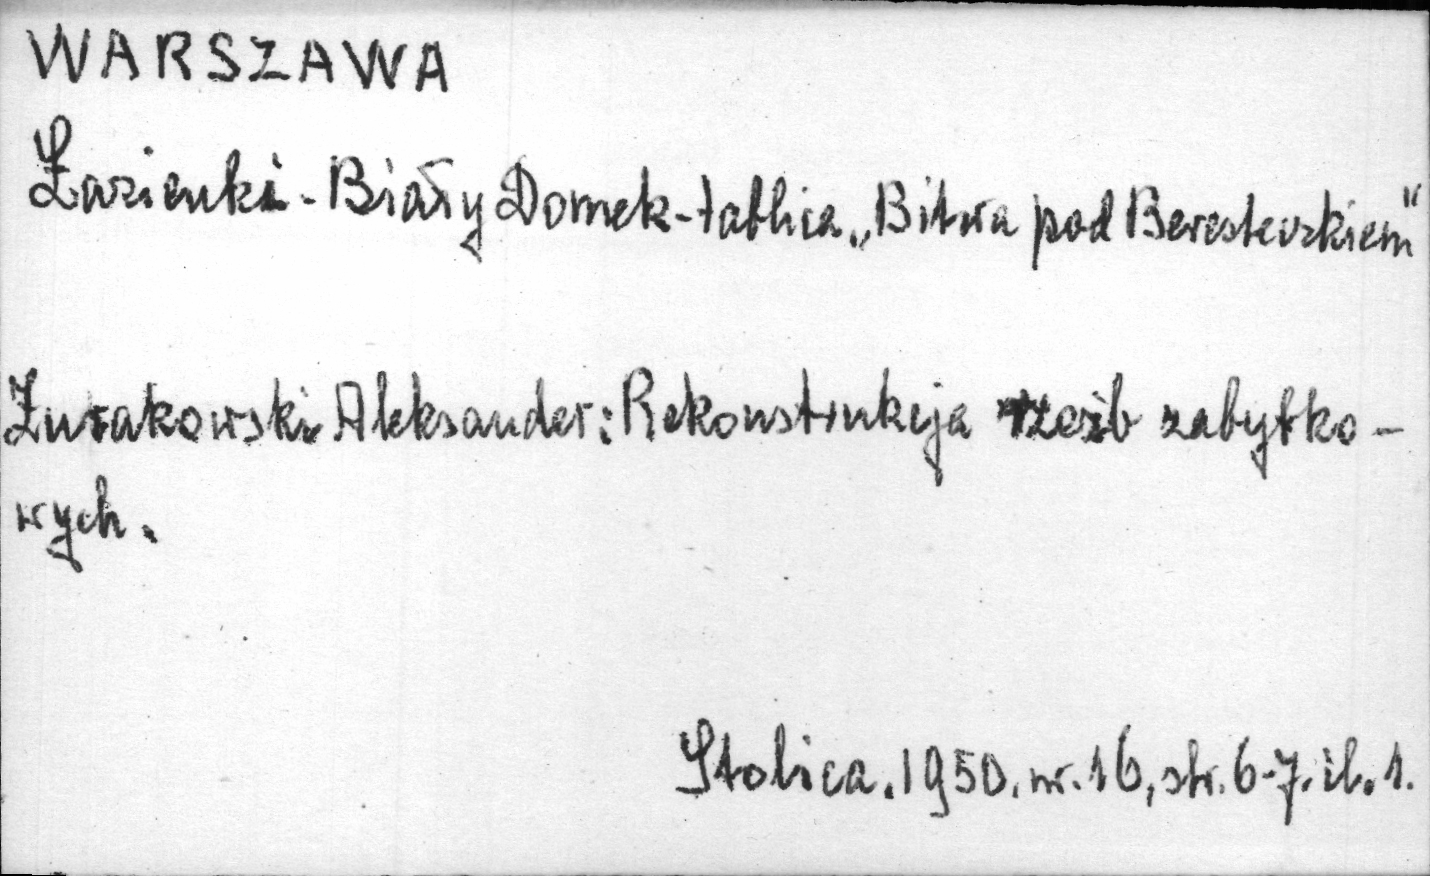 WARSZAWA
Łazienki - Biały Domek - tablica „Bitwa pod Beresteczkiem"
Żurakowski Aleksander: Rekonstrukcja rzeźb zabytko-
wych.
Stolica. 1950. nr. 16, str. 6-7. il. 1.